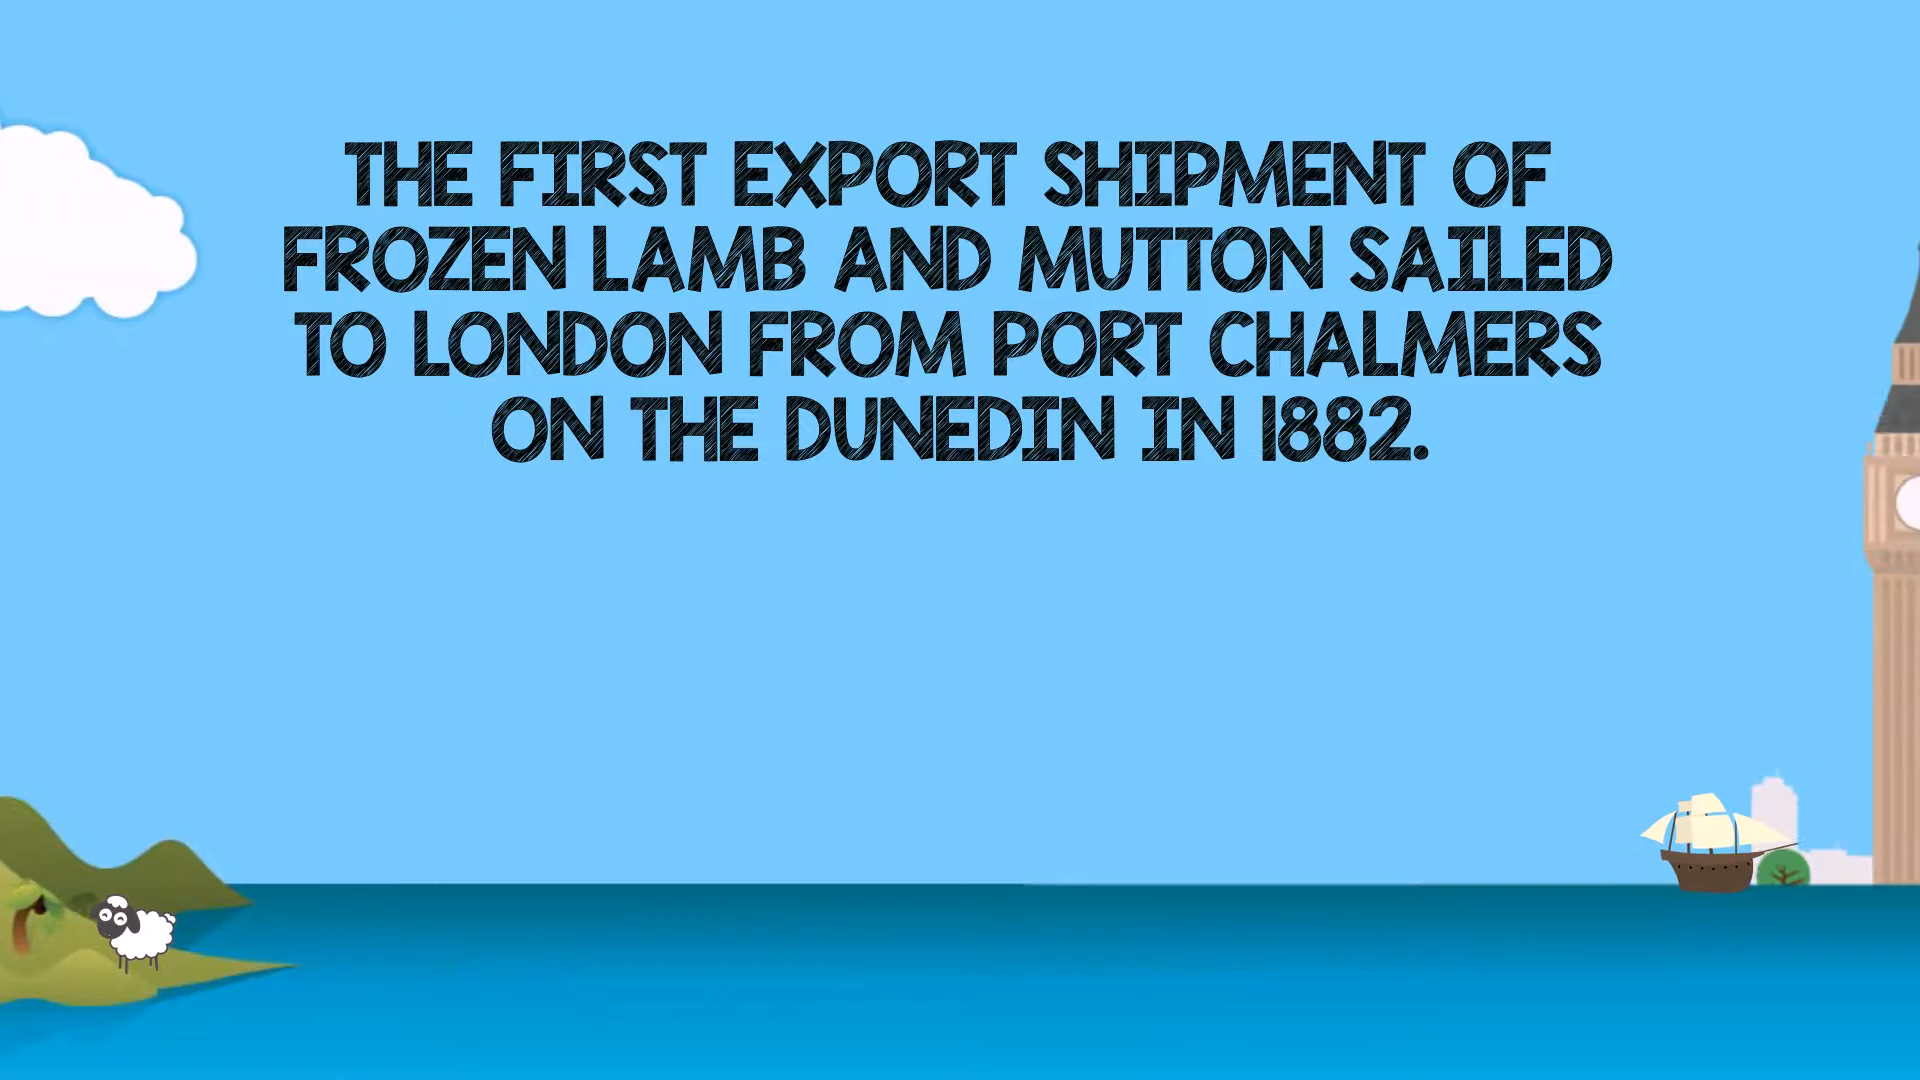 THE FIRST EXPORT SHIPMENT OF
FROZEN LAMB AND MUTTON SAILED
TO LONDON FROM PORT CHALMERS
ON THE DUNEDIN IN 1882.